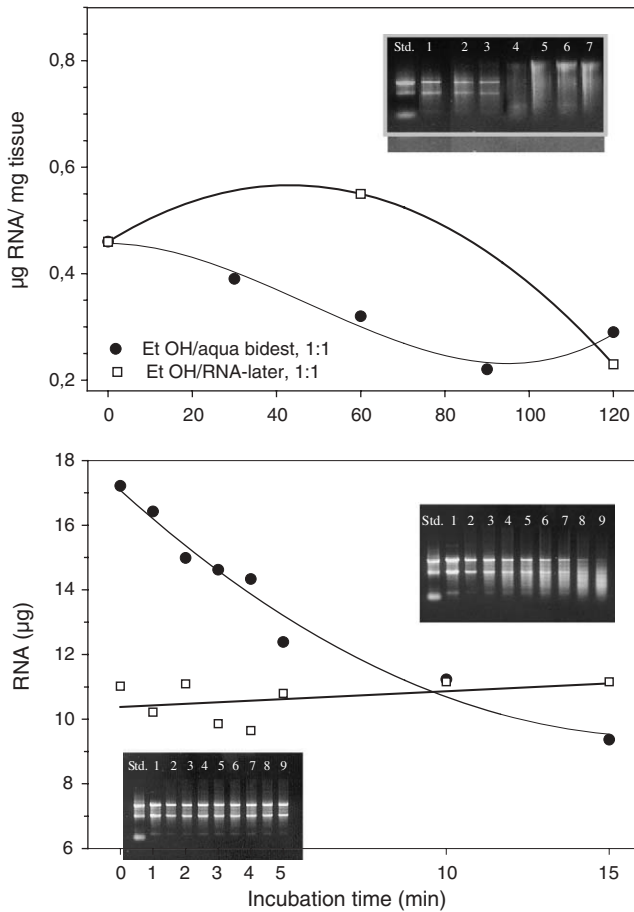 Std. 1 2 3 4 5 6 7
0,8
0,6
0,4
0,2
µg RNA/ mg tissue
Et OH/aqua bidest, 1:1
Et OH/RNA-later, 1:1
0 20 40 60 80 100 120
18
16
14
12
10
8
6
RNA (µg)
Std. 1 2 3 4 5 6 7 8 9
Std. 1 2 3 4 5 6 7 8 9
0 1 2 3 4 5 10 15
Incubation time (min)